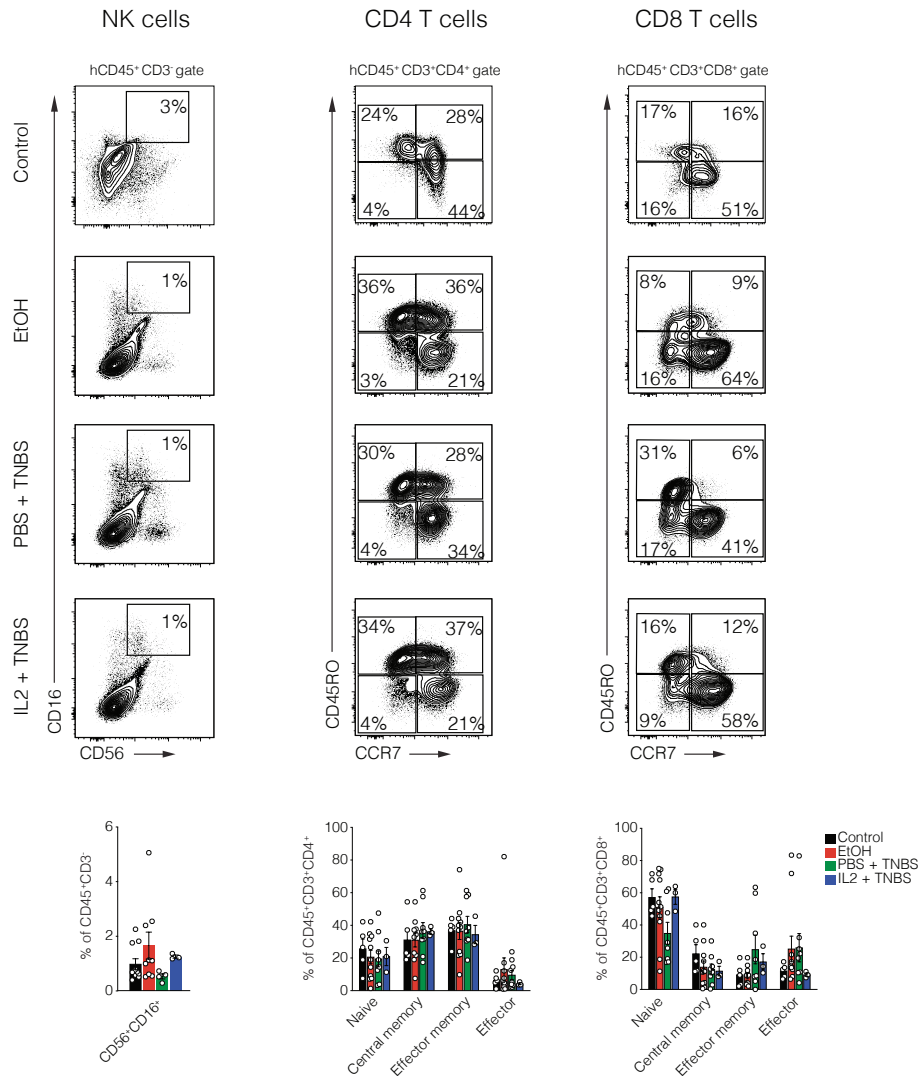 NK cells
CD4 T cells
CD8 T cells
hCD45⁺ CD3⁻ gate
hCD45⁺ CD3⁺CD4⁺ gate
hCD45⁺ CD3⁺CD8⁺ gate
Control
3%
24%
28%
4%
44%
17%
16%
16%
51%
EtOH
1%
36%
36%
3%
21%
8%
9%
16%
64%
PBS + TNBS
1%
30%
28%
4%
34%
31%
6%
17%
41%
IL2 + TNBS
1%
34%
37%
4%
21%
16%
12%
9%
58%
CD16
CD56
CD45RO
CCR7
CD45RO
CCR7
% of CD45⁺CD3⁻
6
4
2
0
CD56⁺CD16⁺
% of CD45⁺CD3⁺CD4⁺
100
80
60
40
20
0
Naive
Central memory
Effector memory
Effector
% of CD45⁺CD3⁺CD8⁺
100
80
60
40
20
0
Naive
Central memory
Effector memory
Effector
Control
EtOH
PBS + TNBS
IL2 + TNBS